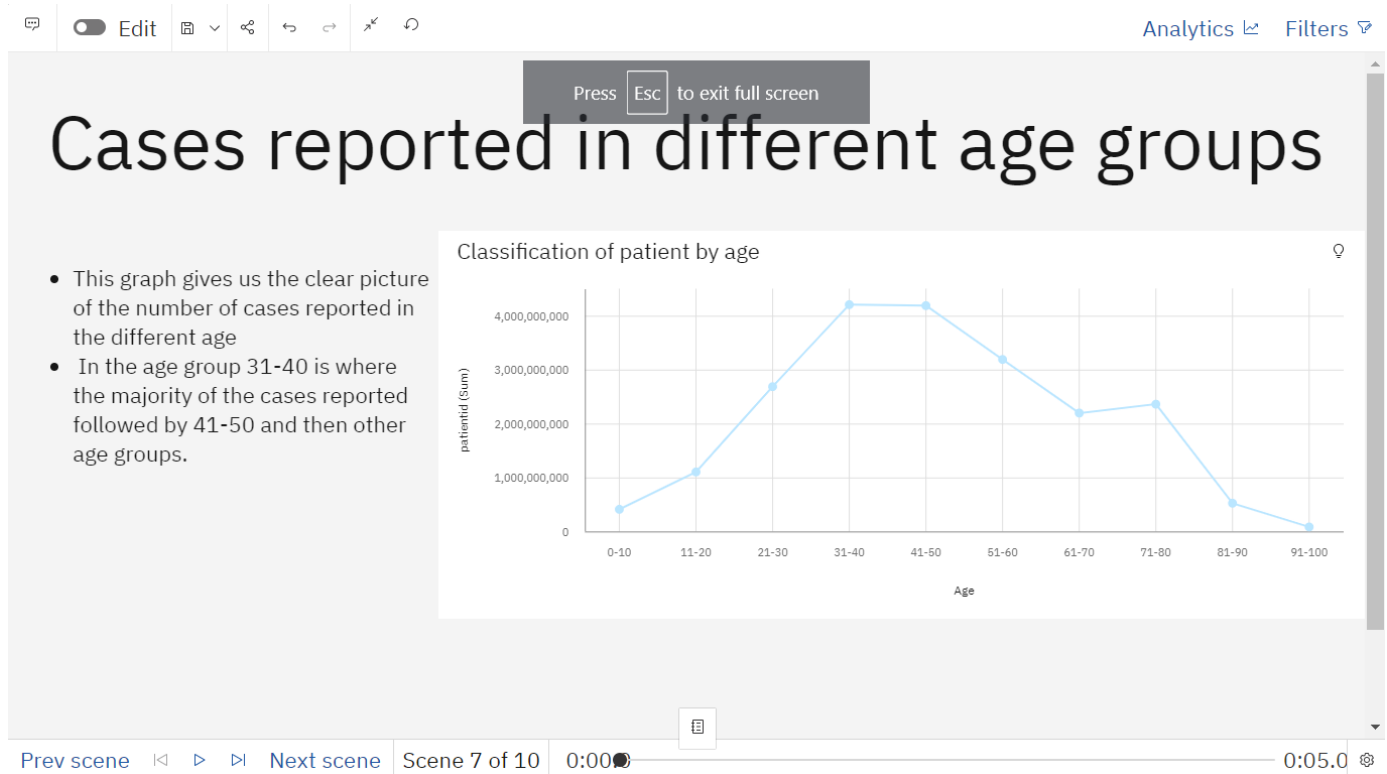 Edit
Analytics
Filters
Press Esc to exit full screen
Cases reported in different age groups
This graph gives us the clear picture
of the number of cases reported in
the different age
In the age group 31-40 is where
the majority of the cases reported
followed by 41-50 and then other
age groups.
Classification of patient by age
patientid (Sum)
4,000,000,000
3,000,000,000
2,000,000,000
1,000,000,000
0
0-10 11-20 21-30 31-40 41-50 51-60 61-70 71-80 81-90 91-100
Age
Prev scene Next scene Scene 7 of 10 0:00.0 0:05.0